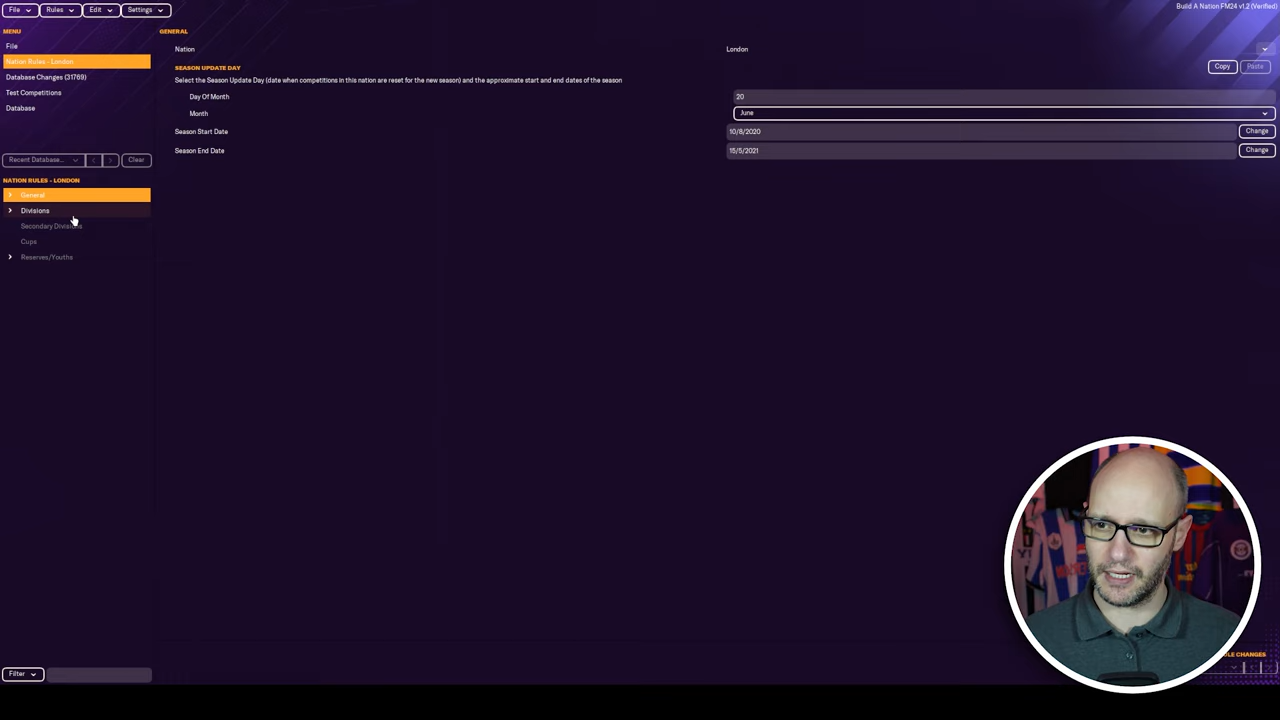 File
Rules
Edit
Settings
Build A Nation FM24 v1.2 (Verified)
MENU
File
Nation Rules - London
Database Changes (31769)
Test Competitions
Database
Recent Database...
Clear
NATION RULES - LONDON
General
Divisions
Secondary Divisions
Cups
Reserves/Youths
Filter
GENERAL
Nation
London
Copy
Paste
SEASON UPDATE DAY
Select the Season Update Day (date when competitions in this nation are reset for the new season) and the approximate start and end dates of the season
Day Of Month
20
Month
June
Season Start Date
10/8/2020
Change
Season End Date
15/5/2021
Change
CHANGES